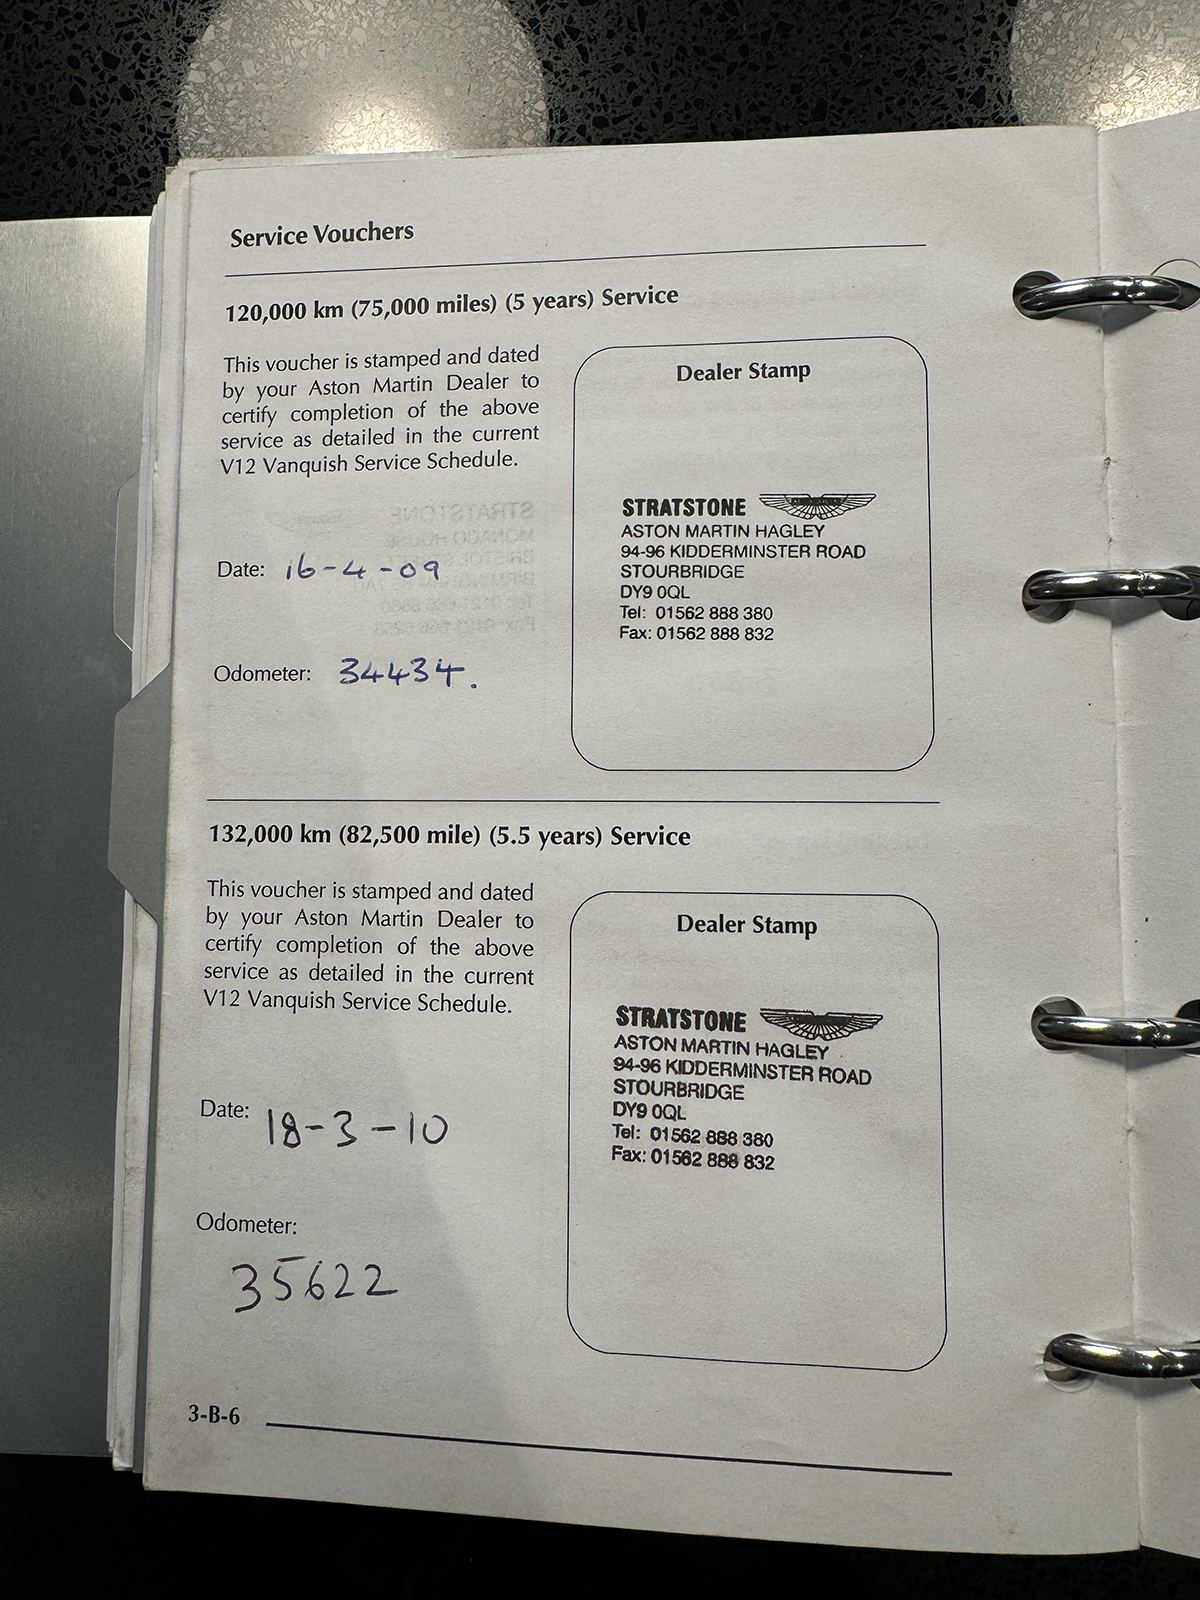 Service Vouchers
120,000 km (75,000 miles) (5 years) Service
This voucher is stamped and dated
by your Aston Martin Dealer to
certify completion of the above
service as detailed in the current
V12 Vanquish Service Schedule.
Date: 16-4-09
Odometer: 34434.
Dealer Stamp
STRATSTONE
ASTON MARTIN HAGLEY
94-96 KIDDERMINSTER ROAD
STOURBRIDGE
DY9 0QL
Tel: 01562 888 380
Fax: 01562 888 832
132,000 km (82,500 mile) (5.5 years) Service
This voucher is stamped and dated
by your Aston Martin Dealer to
certify completion of the above
service as detailed in the current
V12 Vanquish Service Schedule.
Date: 18-3-10
Odometer:
35622
Dealer Stamp
STRATSTONE
ASTON MARTIN HAGLEY
94-96 KIDDERMINSTER ROAD
STOURBRIDGE
DY9 0QL
Tel: 01562 888 380
Fax: 01562 888 832
3-B-6